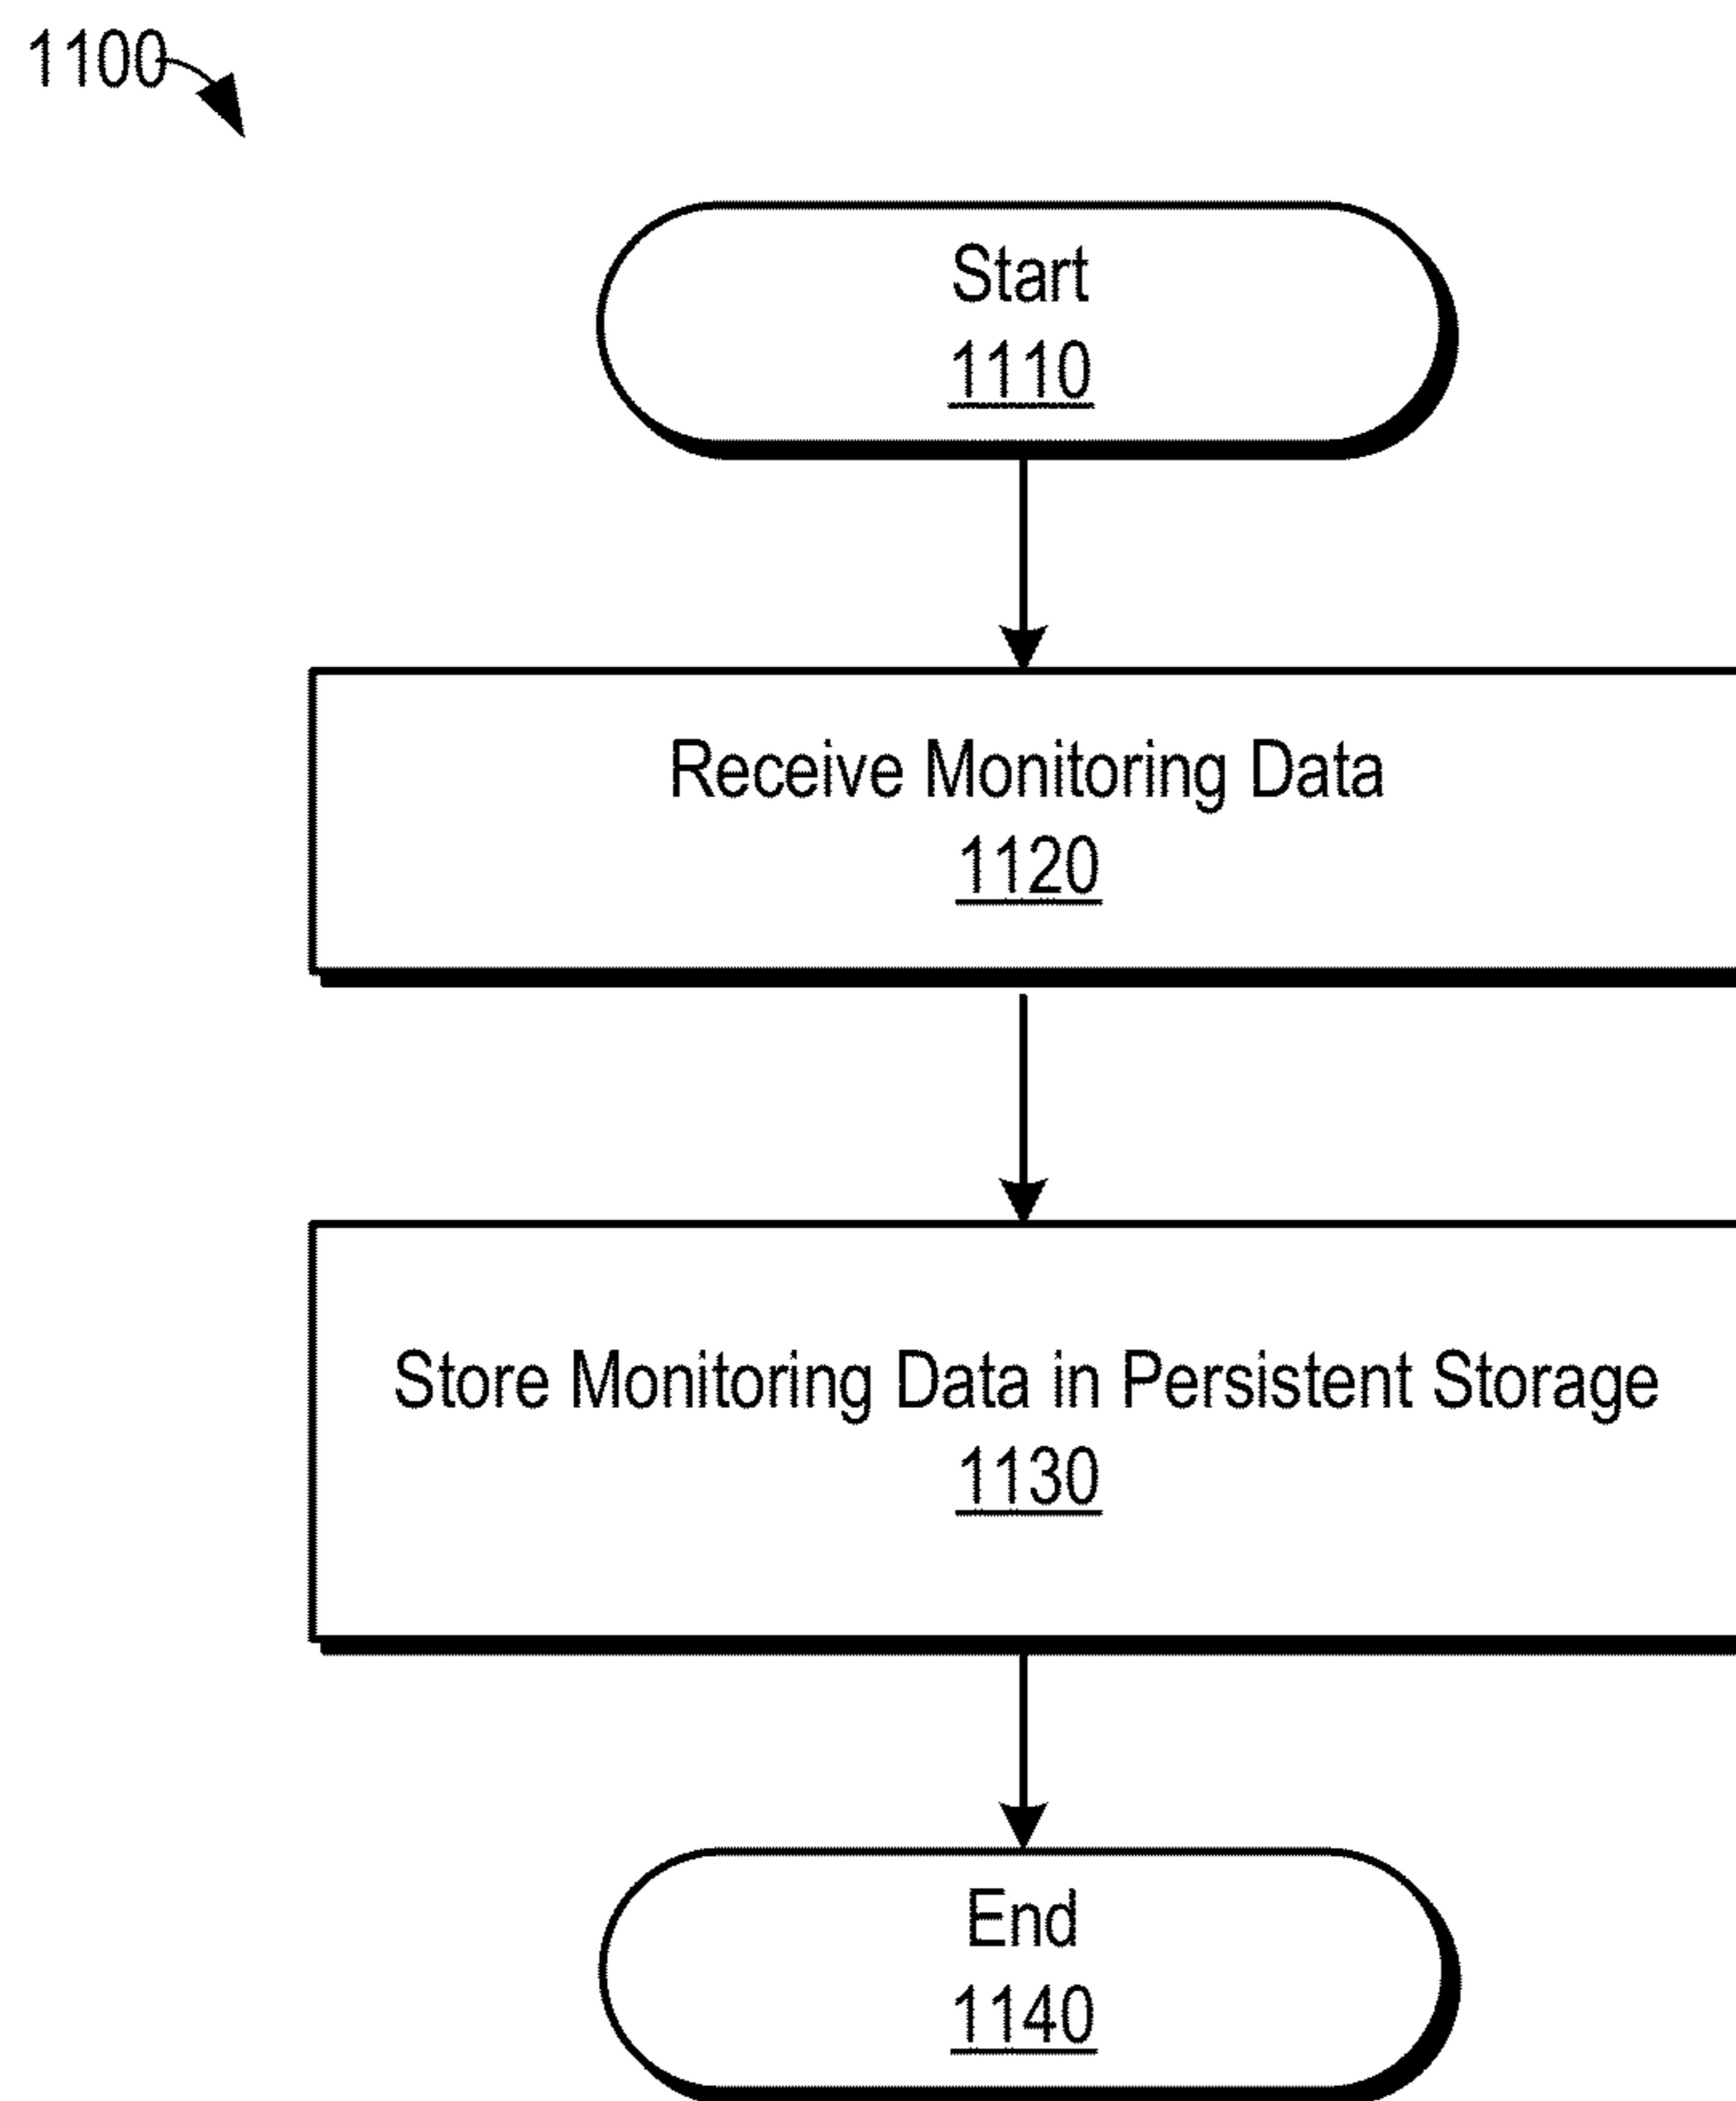 1100
Start
1110
Receive Monitoring Data
1120
Store Monitoring Data in Persistent Storage
1130
End
1140